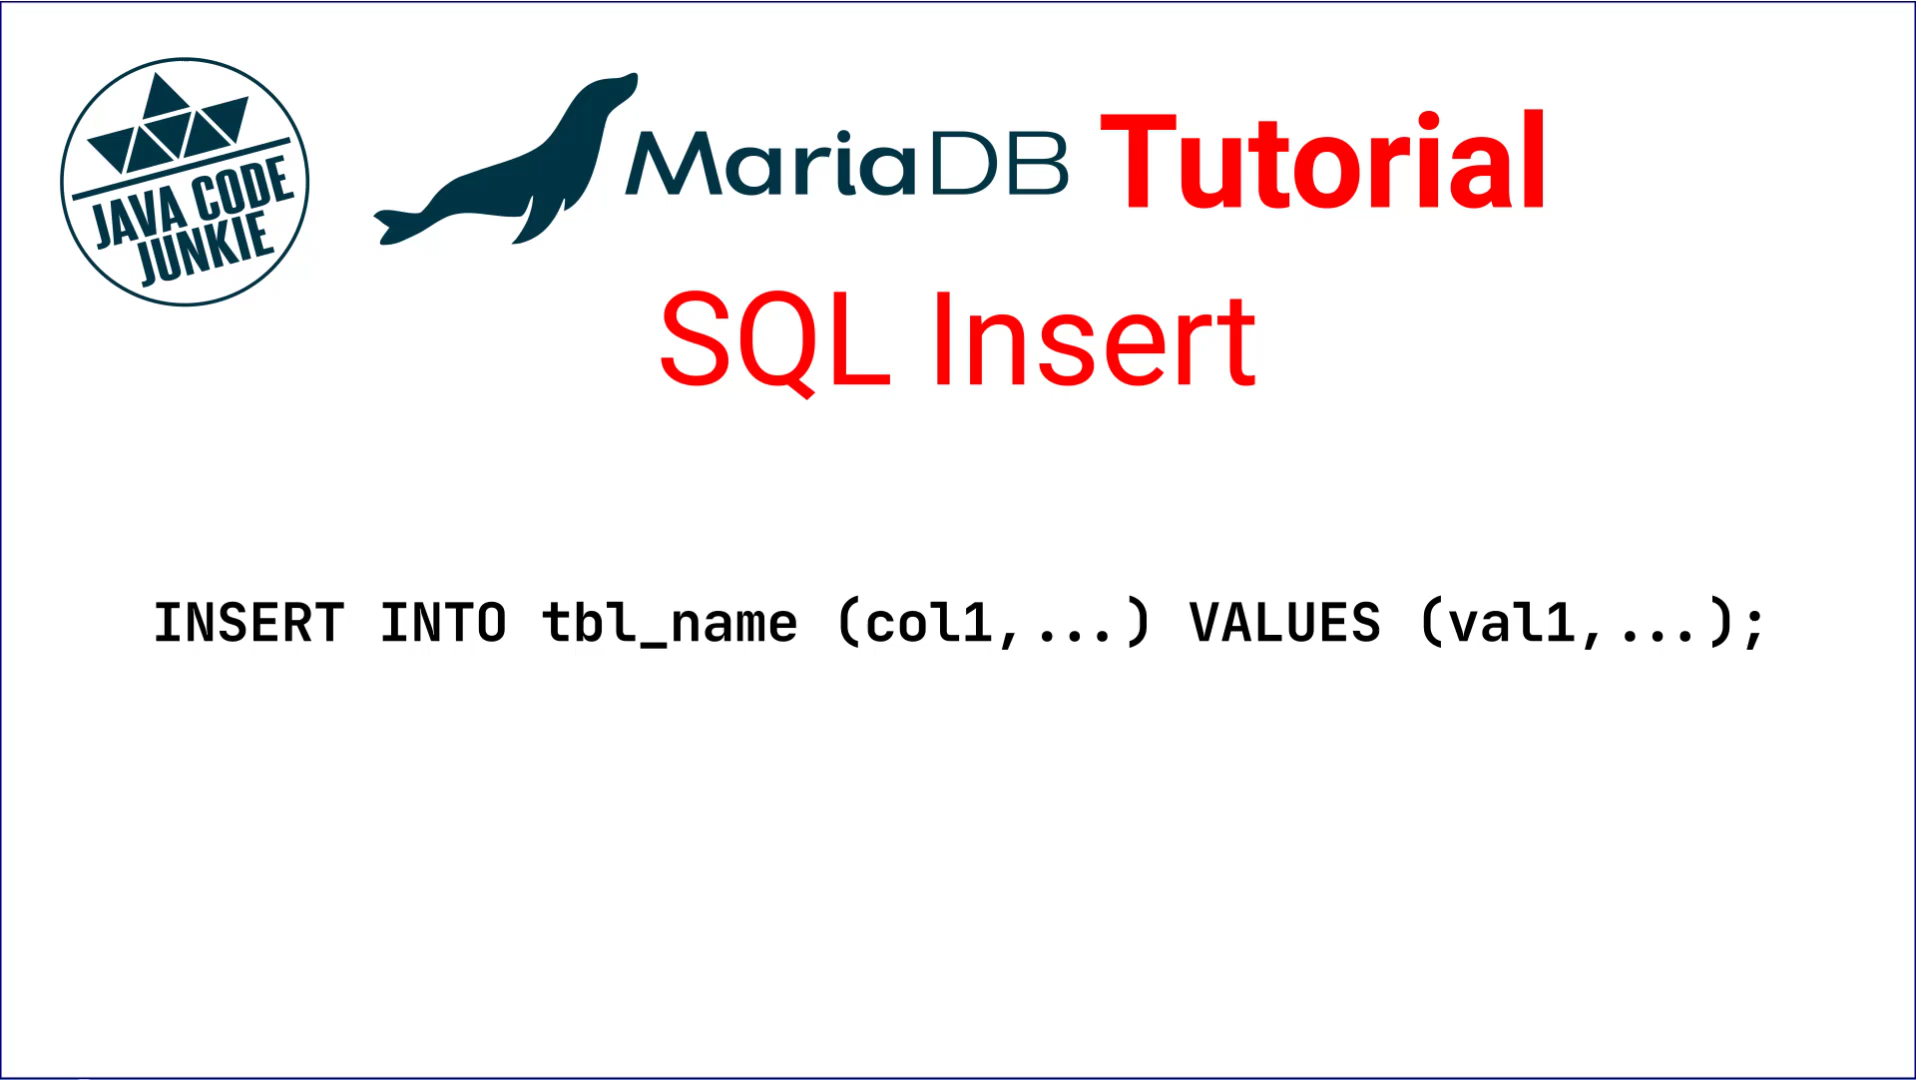 JAVA CODE
JUNKIE
MariaDB Tutorial
SQL Insert
INSERT INTO tbl_name (col1,...) VALUES (val1,...);